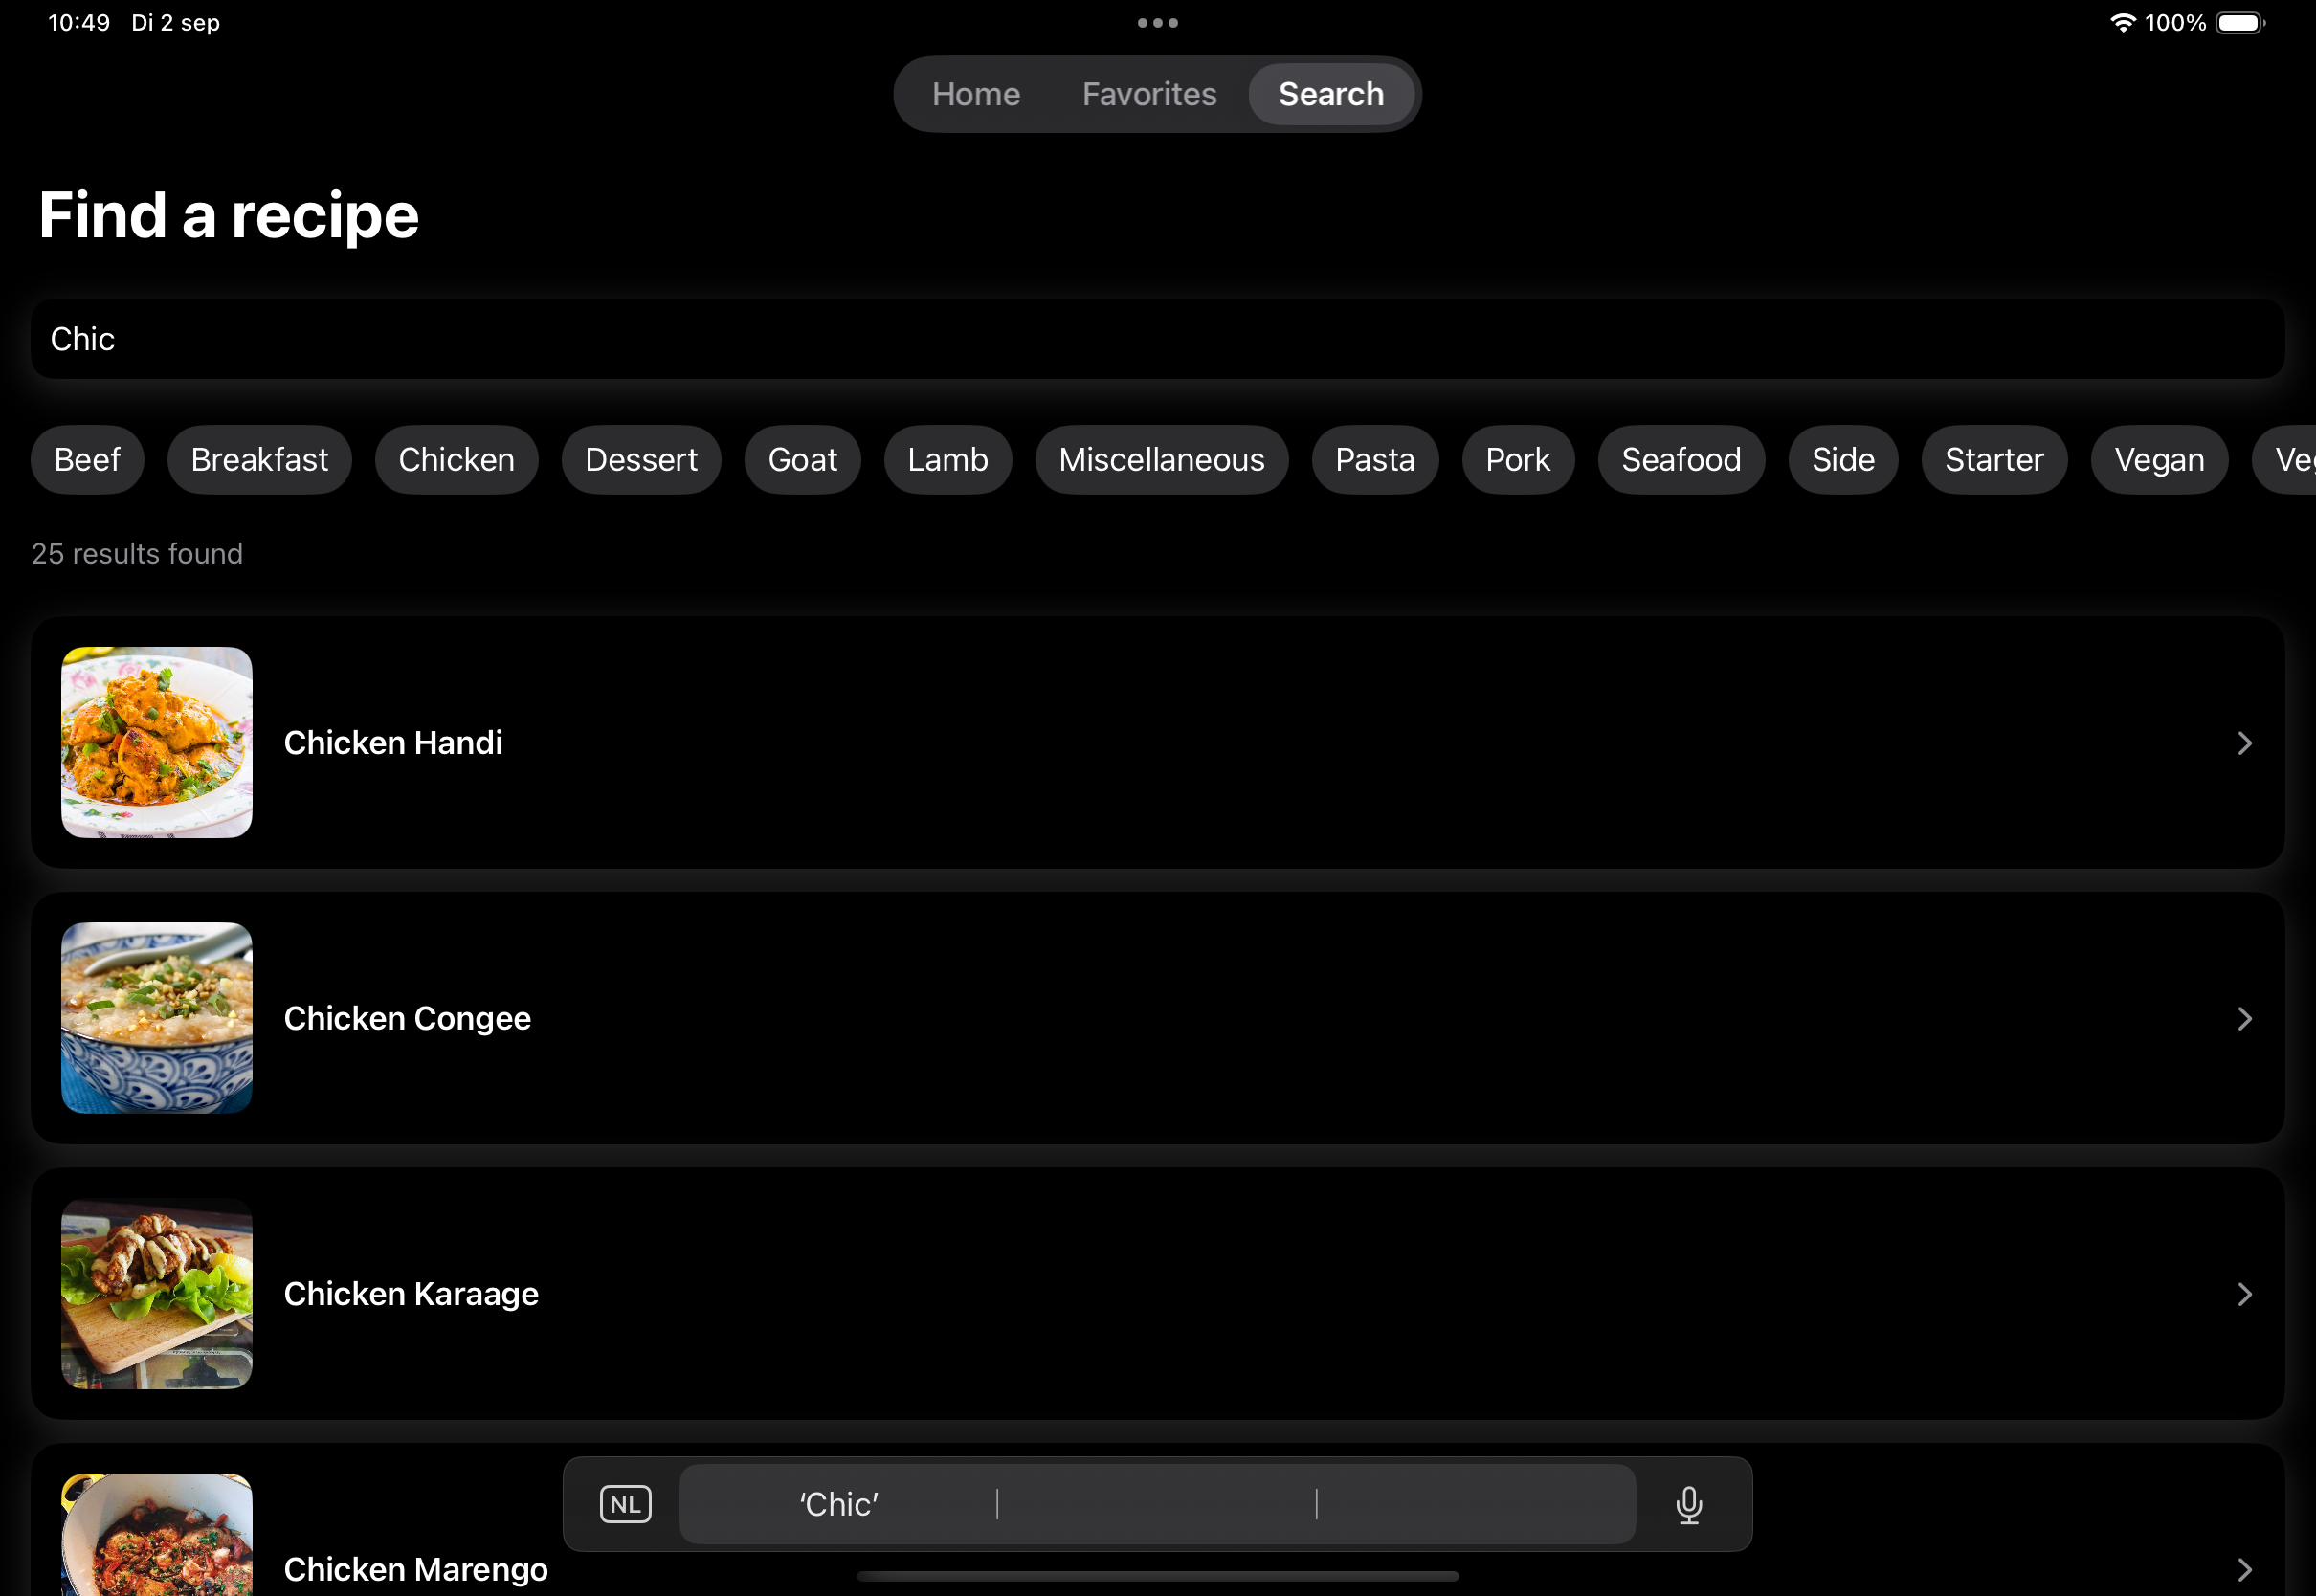 10:49 Di 2 sep 100%
Home Favorites Search
Find a recipe
Chic
Beef Breakfast Chicken Dessert Goat Lamb Miscellaneous Pasta Pork Seafood Side Starter Vegan
25 results found
Chicken Handi
Chicken Congee
Chicken Karaage
NL ‘Chic’
Chicken Marengo